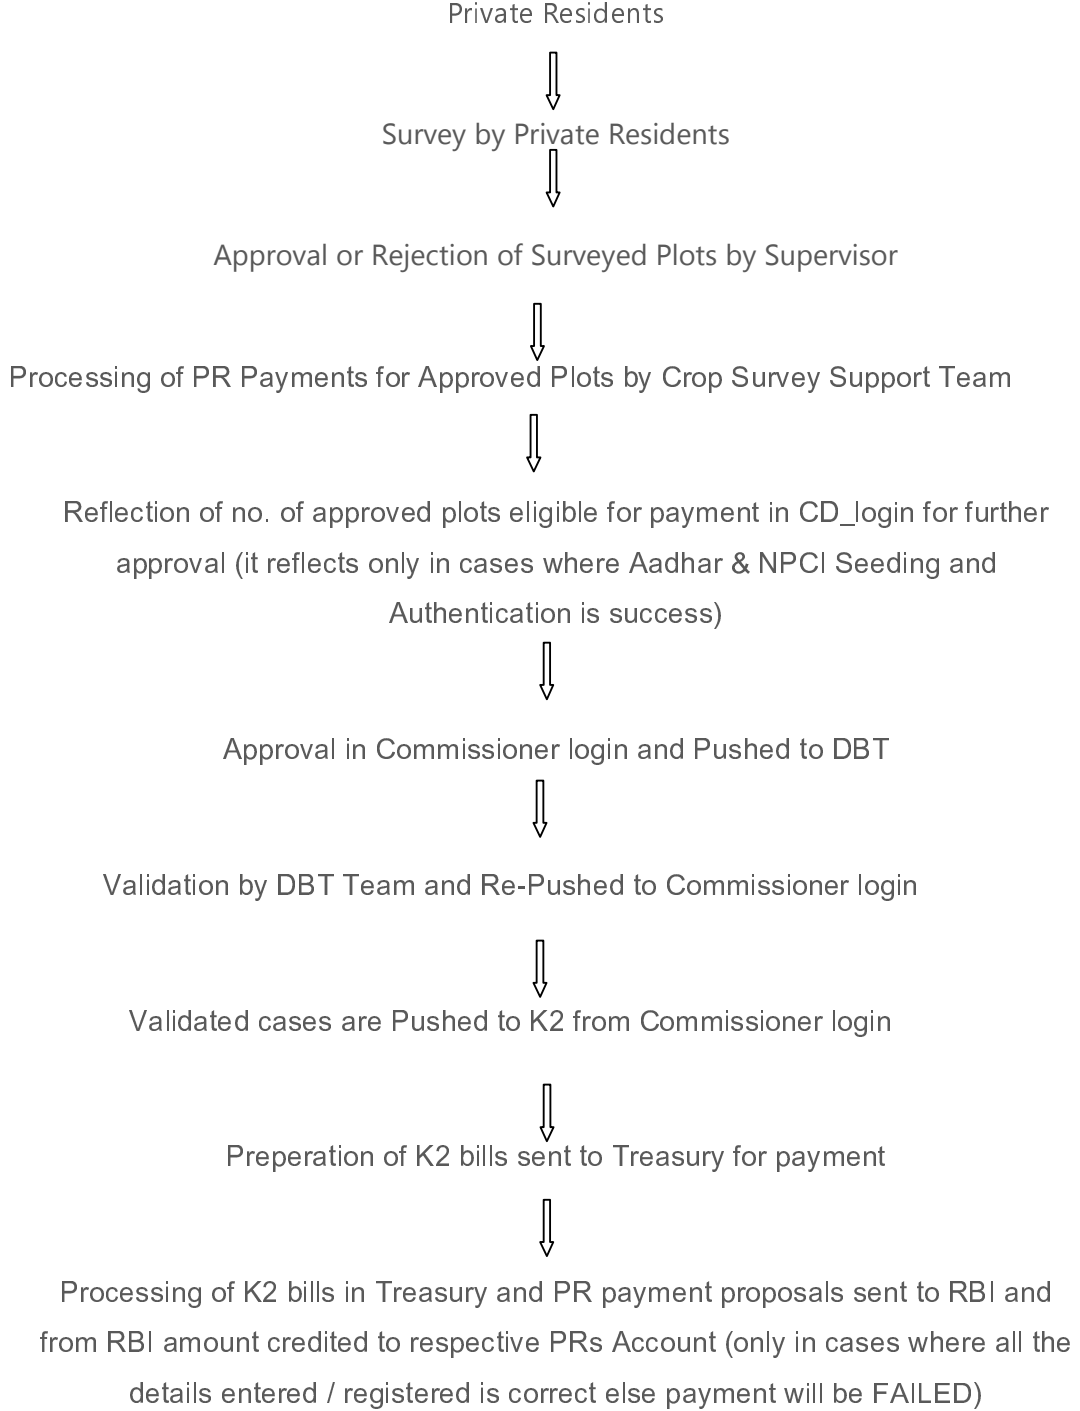 Private Residents
Survey by Private Residents
Approval or Rejection of Surveyed Plots by Supervisor
Processing of PR Payments for Approved Plots by Crop Survey Support Team
Reflection of no. of approved plots eligible for payment in CD_login for further
approval (it reflects only in cases where Aadhar & NPCI Seeding and
Authentication is success)
Approval in Commissioner login and Pushed to DBT
Validation by DBT Team and Re-Pushed to Commissioner login
Validated cases are Pushed to K2 from Commissioner login
Preperation of K2 bills sent to Treasury for payment
Processing of K2 bills in Treasury and PR payment proposals sent to RBI and
from RBI amount credited to respective PRs Account (only in cases where all the
details entered / registered is correct else payment will be FAILED)